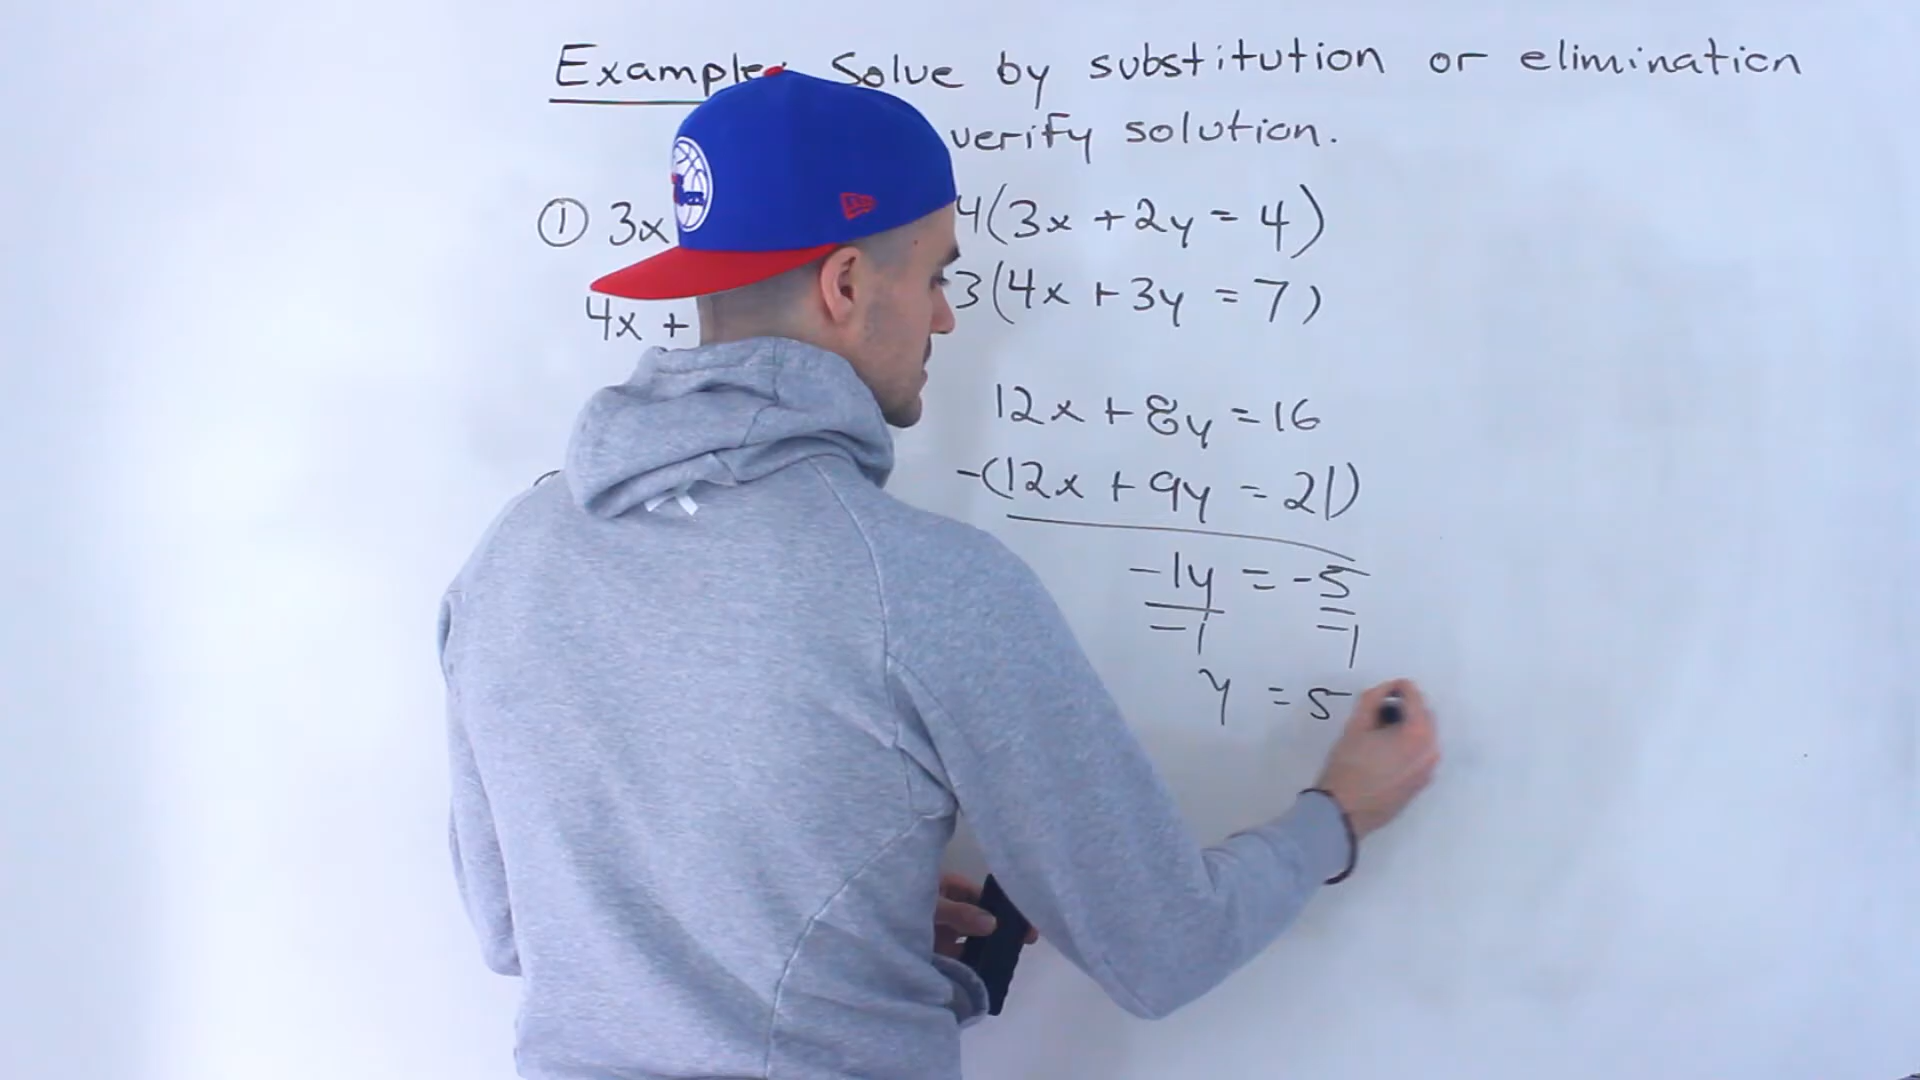 Example: Solve by substitution or elimination
verify solution.
① 3x
4x +
4(3x + 2y = 4)
3(4x + 3y = 7)
12x + 8y = 16
-(12x + 9y = 21)
-1y = -5
-1 -1
y = 5